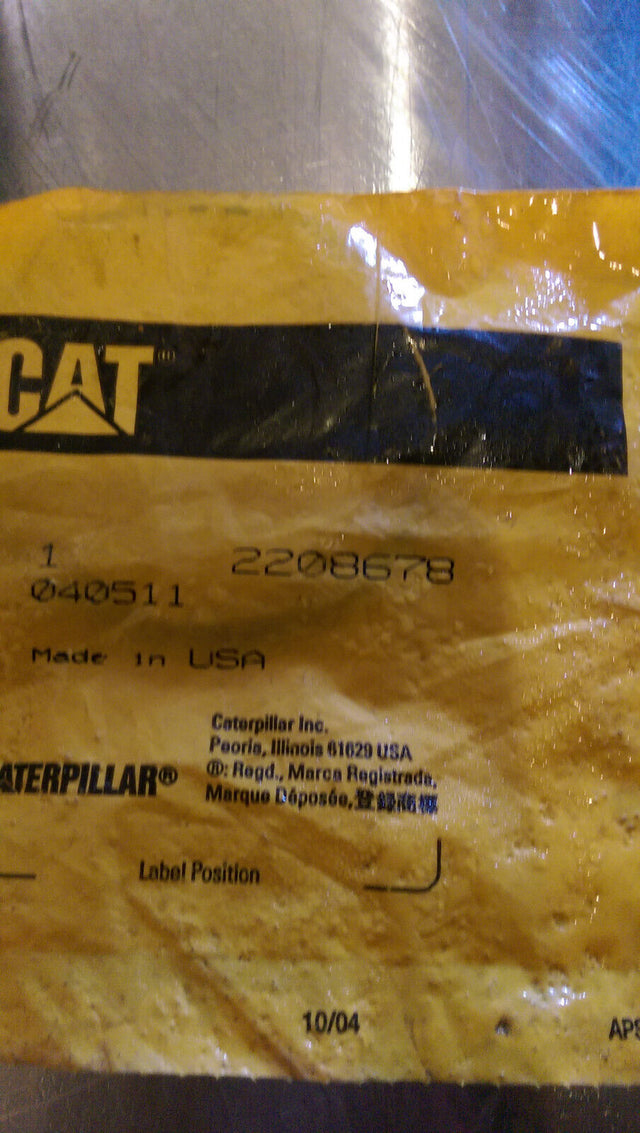 CAT®
1 2208678
040511
Made in USA
Caterpillar Inc.
Peoria, Illinois 61629 USA
®: Regd., Marca Registrada,
Marque Déposée, 登録商標
ATERPILLAR®
Label Position
10/04
APS